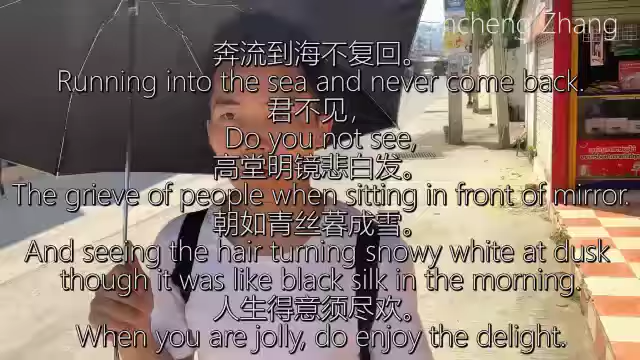 ncheng Zhang
奔流到海不复回。
Running into the sea and never come back.
君不见，
Do you not see,
高堂明镜悲白发。
The grieve of people when sitting in front of mirror.
朝如青丝暮成雪。
And seeing the hair turning snowy white at dusk
though it was like black silk in the morning.
人生得意须尽欢。
When you are jolly, do enjoy the delight.